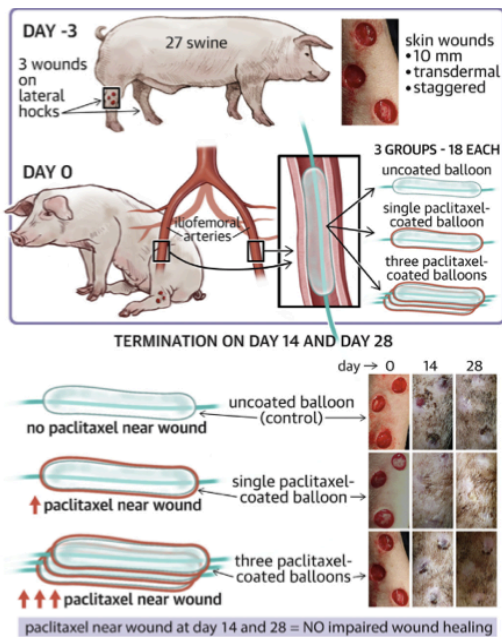 DAY -3
27 swine
3 wounds
on
lateral
hocks
skin wounds
•10 mm
•transdermal
•staggered
DAY 0
iliofemoral
arteries
3 GROUPS - 18 EACH
uncoated balloon
single paclitaxel-
coated balloon
three paclitaxel-
coated balloons
TERMINATION ON DAY 14 AND DAY 28
day → 0 14 28
uncoated balloon
(control)
no paclitaxel near wound
single paclitaxel-
coated balloon
paclitaxel near wound
three paclitaxel-
coated balloons
paclitaxel near wound
paclitaxel near wound at day 14 and 28 = NO impaired wound healing